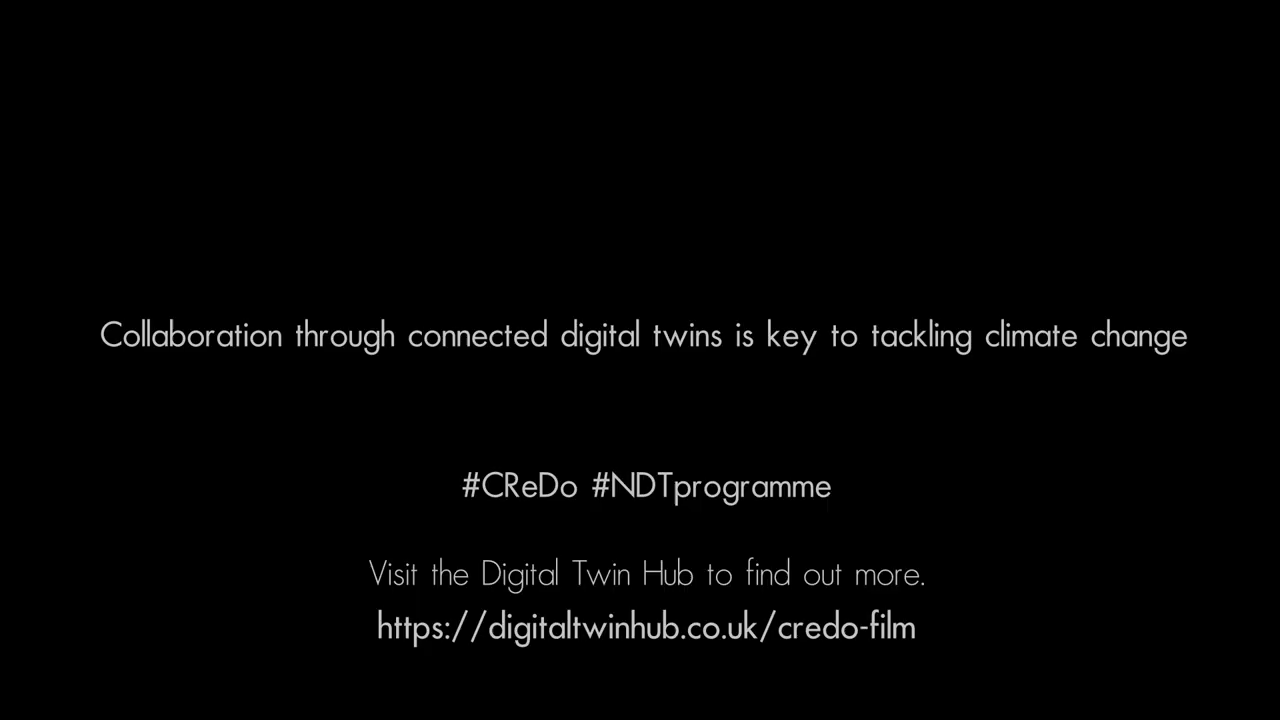 Collaboration through connected digital twins is key to tackling climate change
#CReDo #NDTprogramme
Visit the Digital Twin Hub to find out more.
https://digitaltwinhub.co.uk/credo-film